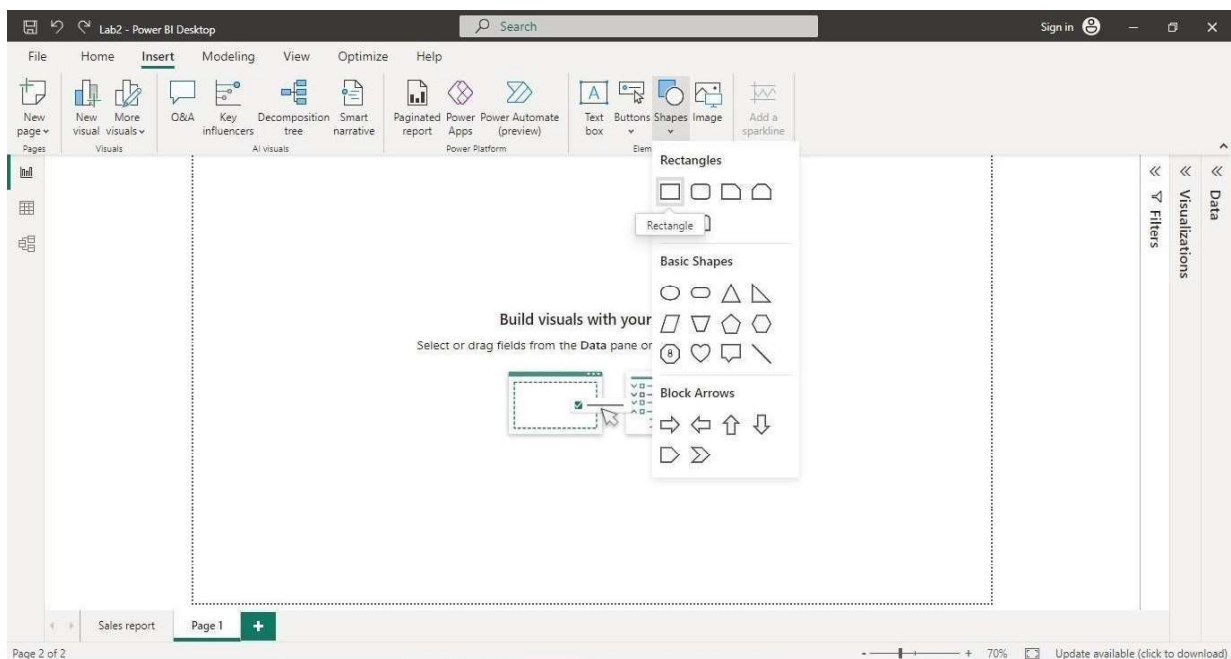 Lab2 - Power BI Desktop
Search
Sign in
File Home Insert Modeling View Optimize Help
New page
New visual
More visuals
Q&A
Key influencers
Decomposition tree
Smart narrative
Paginated report
Power Apps
Power Automate (preview)
Text box
Buttons
Shapes
Image
Add a sparkline
Pages
Visuals
AI visuals
Power Platform
Elem
Rectangles
Rectangle
Basic Shapes
8
Block Arrows
Build visuals with your
Select or drag fields from the Data pane or
Filters
Visualizations
Data
Sales report
Page 1
+
Page 2 of 2
- + 70%
Update available (click to download)